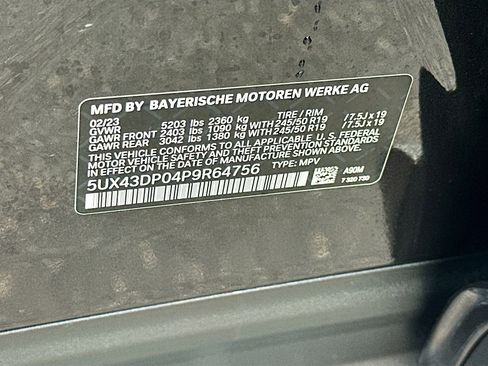 MFD BY BAYERISCHE MOTOREN WERKE AG
02/23 5203 lbs 2360 kg TIRE / RIM
GVWR
GAWR FRONT 2403 lbs 1090 kg WITH 245/50 R19 /7.5J x 19
GAWR REAR 3042 lbs 1380 kg WITH 245/50 R19 /7.5J x 19
THIS VEHICLE CONFORMS TO ALL APPLICABLE U.S. FEDERAL
MOTOR VEHICLE SAFETY AND THEFT PREVENTION STANDARDS
IN EFFECT ON THE DATE OF MANUFACTURE SHOWN ABOVE.
5UX43DP04P9R64756 TYPE: MPV
A90M
7 320 730